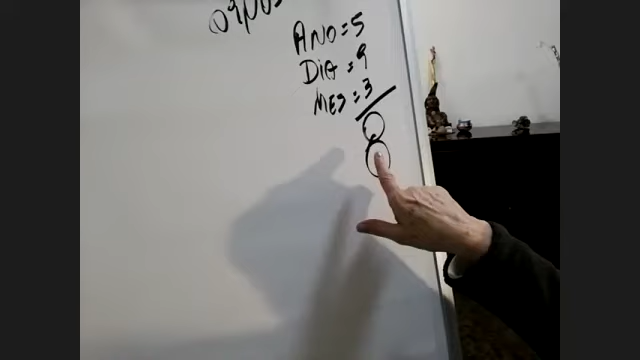 ANO = 5
DiA = 9
MES = 3
8